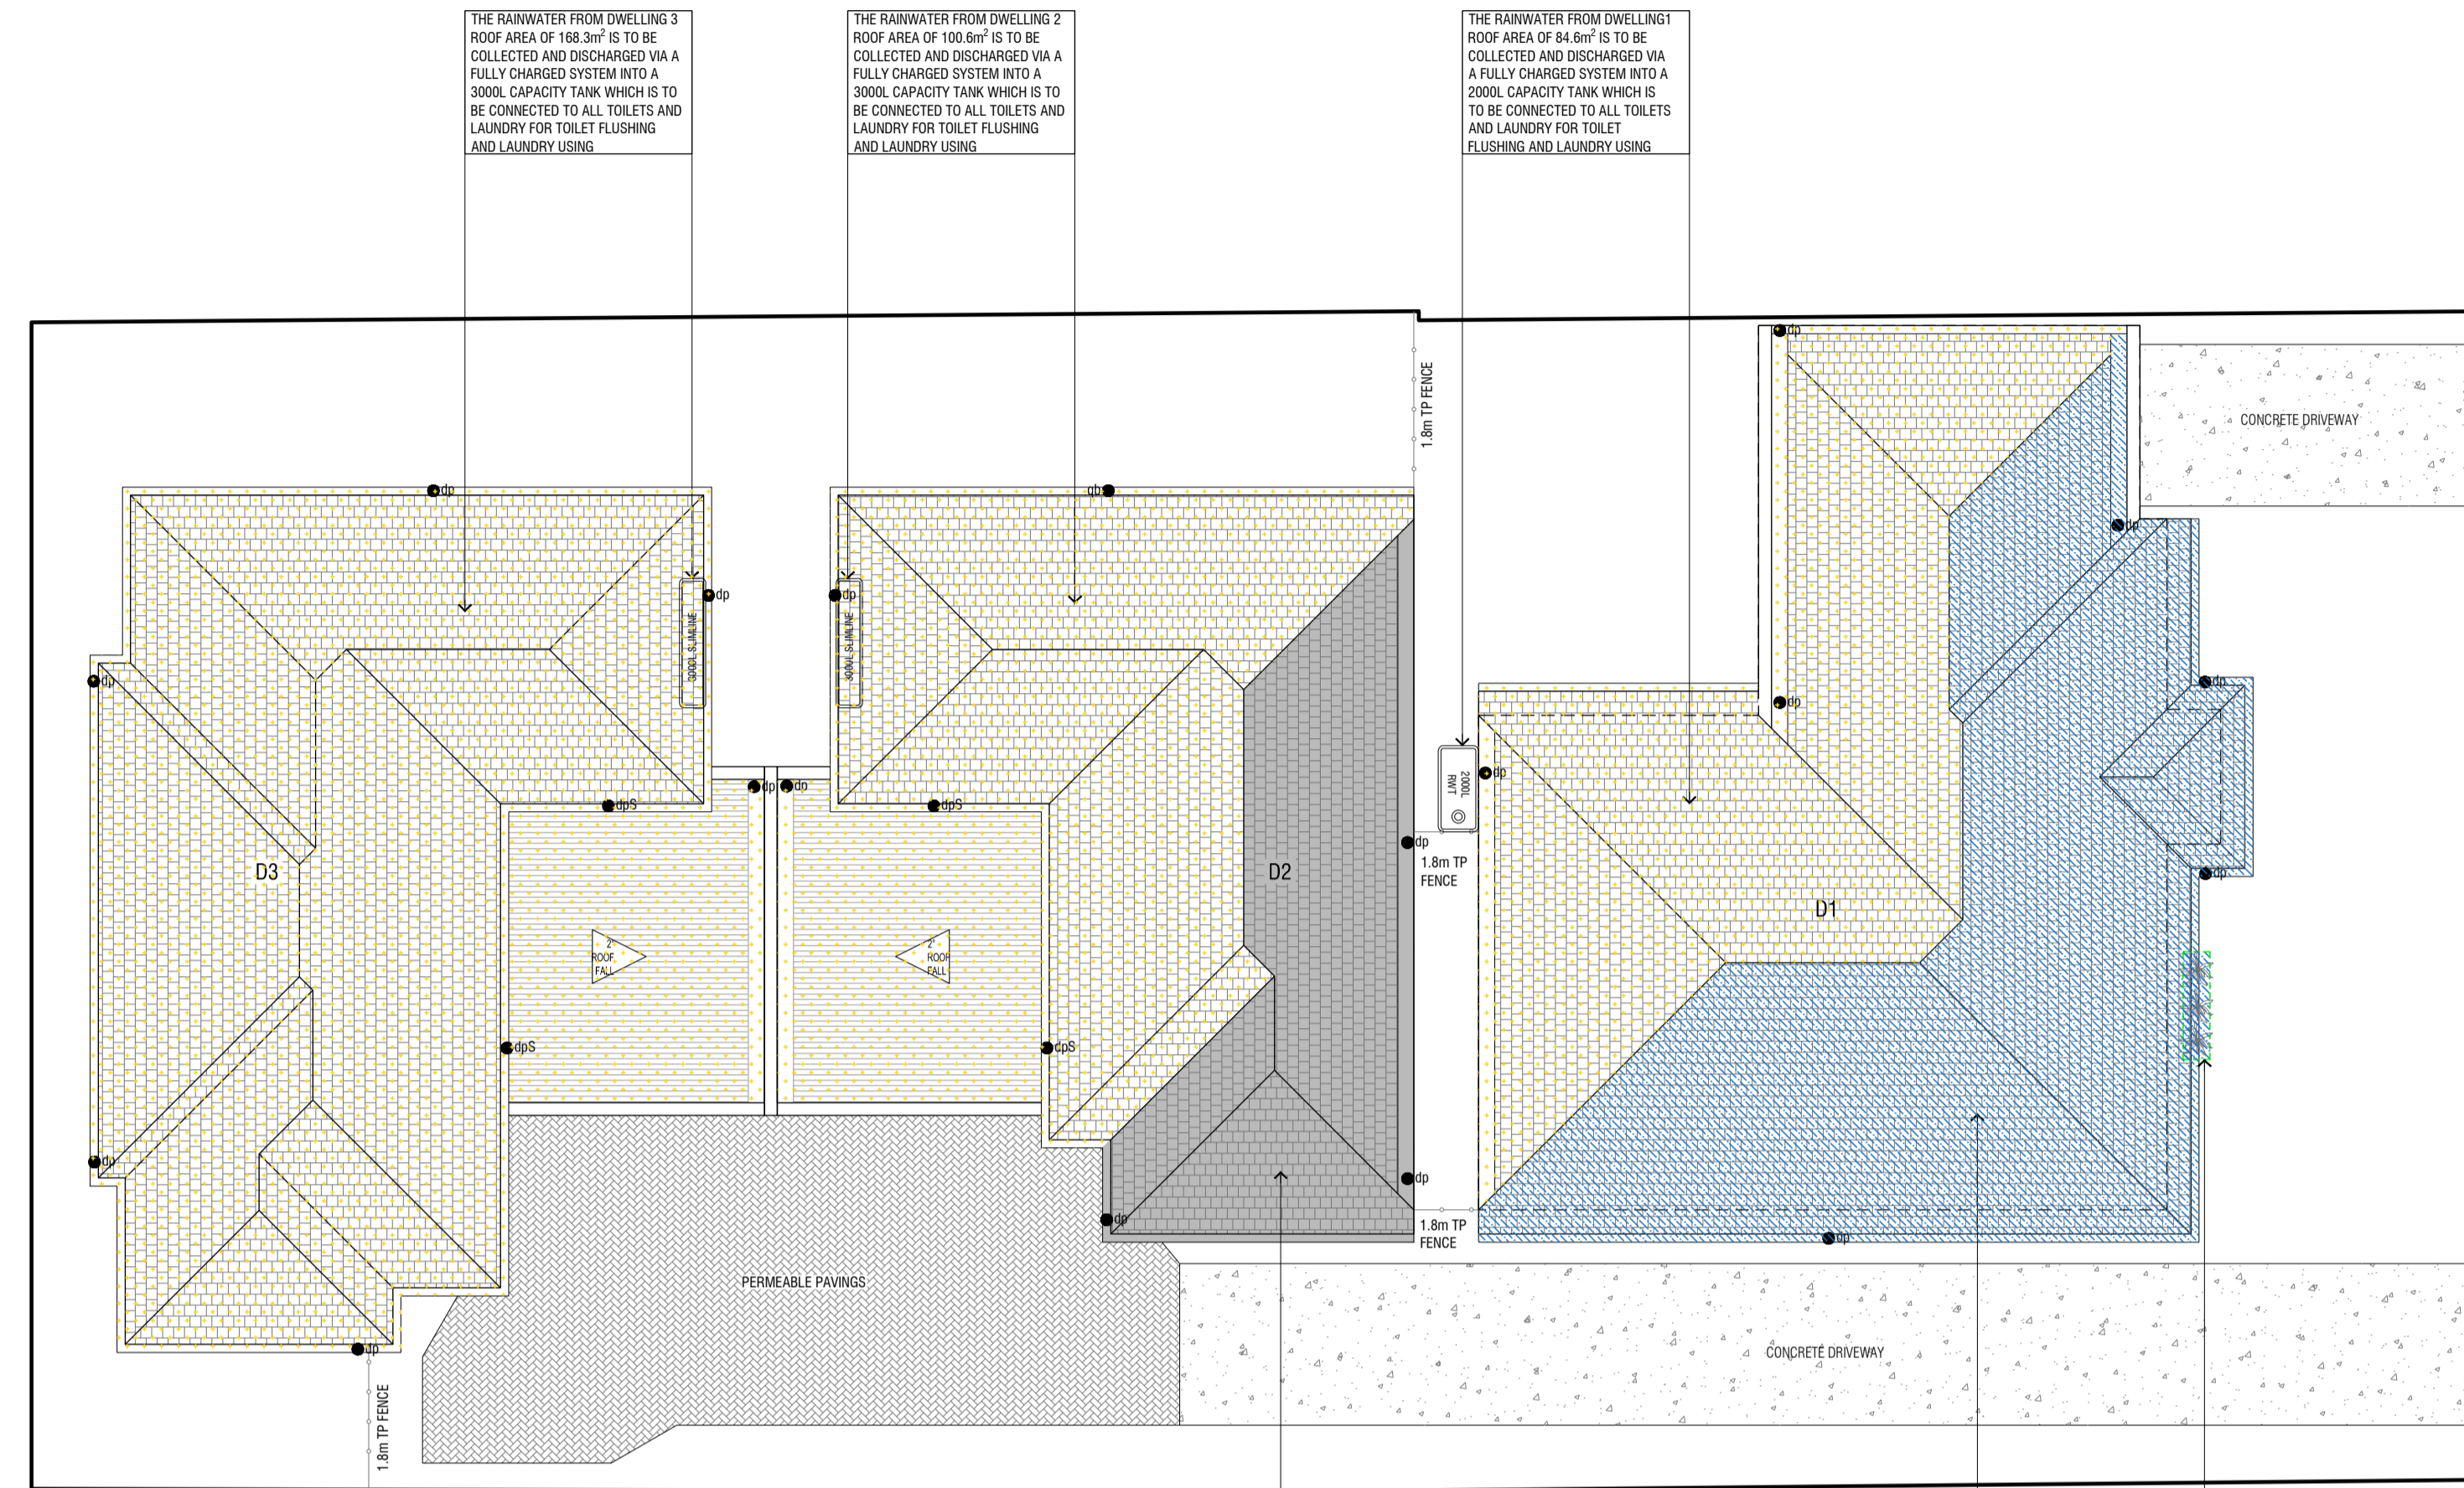 THE RAINWATER FROM DWELLING 3
ROOF AREA OF 168.3m² IS TO BE
COLLECTED AND DISCHARGED VIA A
FULLY CHARGED SYSTEM INTO A
3000L CAPACITY TANK WHICH IS TO
BE CONNECTED TO ALL TOILETS AND
LAUNDRY FOR TOILET FLUSHING
AND LAUNDRY USING
THE RAINWATER FROM DWELLING 2
ROOF AREA OF 100.6m² IS TO BE
COLLECTED AND DISCHARGED VIA A
FULLY CHARGED SYSTEM INTO A
3000L CAPACITY TANK WHICH IS TO
BE CONNECTED TO ALL TOILETS AND
LAUNDRY FOR TOILET FLUSHING
AND LAUNDRY USING
THE RAINWATER FROM DWELLING1
ROOF AREA OF 84.6m² IS TO BE
COLLECTED AND DISCHARGED VIA
A FULLY CHARGED SYSTEM INTO A
2000L CAPACITY TANK WHICH IS
TO BE CONNECTED TO ALL TOILETS
AND LAUNDRY FOR TOILET
FLUSHING AND LAUNDRY USING
dp
1.8m TP FENCE
CONCRETE DRIVEWAY
dp
dp
dp
dp
dp
3000L SLIMLINE
3000L SLIMLINE
dp
dp
dp
2000L
RWT
dp
dp
dp
dpS
dpS
dp
1.8m TP
FENCE
D3
D2
dp
D1
2°
ROOF
FALL
2°
ROOF
FALL
dpS
dpS
dp
dp
dp
1.8m TP
FENCE
dp
PERMEABLE PAVINGS
CONCRETE DRIVEWAY
dp
1.8m TP FENCE